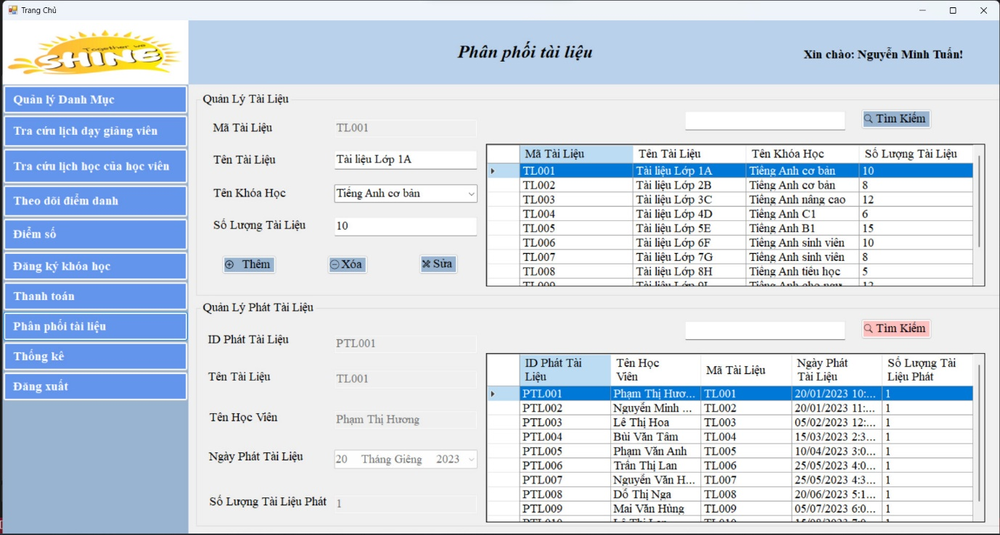 Trang Chủ
Together we
SHINE
Phân phối tài liệu
Xin chào: Nguyễn Minh Tuấn!
Quản lý Danh Mục
Tra cứu lịch dạy giảng viên
Tra cứu lịch học của học viên
Theo dõi điểm danh
Điểm số
Đăng ký khóa học
Thanh toán
Phân phối tài liệu
Thống kê
Đăng xuất
Quản Lý Tài Liệu
Mã Tài Liệu TL001
Tên Tài Liệu Tài liệu Lớp 1A
Tên Khóa Học Tiếng Anh cơ bản
Số Lượng Tài Liệu 10
Thêm Xóa Sửa
Tìm Kiếm
Mã Tài Liệu Tên Tài Liệu Tên Khóa Học Số Lượng Tài Liệu
TL001 Tài liệu Lớp 1A Tiếng Anh cơ bản 10
TL002 Tài liệu Lớp 2B Tiếng Anh cơ bản 8
TL003 Tài liệu Lớp 3C Tiếng Anh nâng cao 12
TL004 Tài liệu Lớp 4D Tiếng Anh C1 6
TL005 Tài liệu Lớp 5E Tiếng Anh B1 15
TL006 Tài liệu Lớp 6F Tiếng Anh sinh viên 10
TL007 Tài liệu Lớp 7G Tiếng Anh sinh viên 8
TL008 Tài liệu Lớp 8H Tiếng Anh tiểu học 5
TL009 Tài liệu Lớp Tiếng Anh cho 12
Quản Lý Phát Tài Liệu
ID Phát Tài Liệu PTL001
Tên Tài Liệu TL001
Tên Học Viên Phạm Thị Hương
Ngày Phát Tài Liệu 20 Tháng Giêng 2023
Số Lượng Tài Liệu Phát 1
Tìm Kiếm
ID Phát Tài Liệu Tên Học Viên Mã Tài Liệu Ngày Phát Tài Liệu Số Lượng Tài Liệu Phát
PTL001 Phạm Thị Hươ... TL001 20/01/2023 10:... 1
PTL002 Nguyễn Minh ... TL002 20/01/2023 11:... 1
PTL003 Lê Thị Hoa TL003 05/02/2023 12:... 1
PTL004 Bùi Văn Tâm TL004 15/03/2023 2:3... 1
PTL005 Phạm Văn Anh TL005 10/04/2023 3:0... 1
PTL006 Trần Thị Lan TL006 25/05/2023 4:0... 1
PTL007 Nguyễn Văn H... TL007 25/05/2023 4:3... 1
PTL008 Dỗ Thị Nga TL008 20/06/2023 5:1... 1
PTL009 Mai Văn Hùng TL009 05/07/2023 6:0... 1